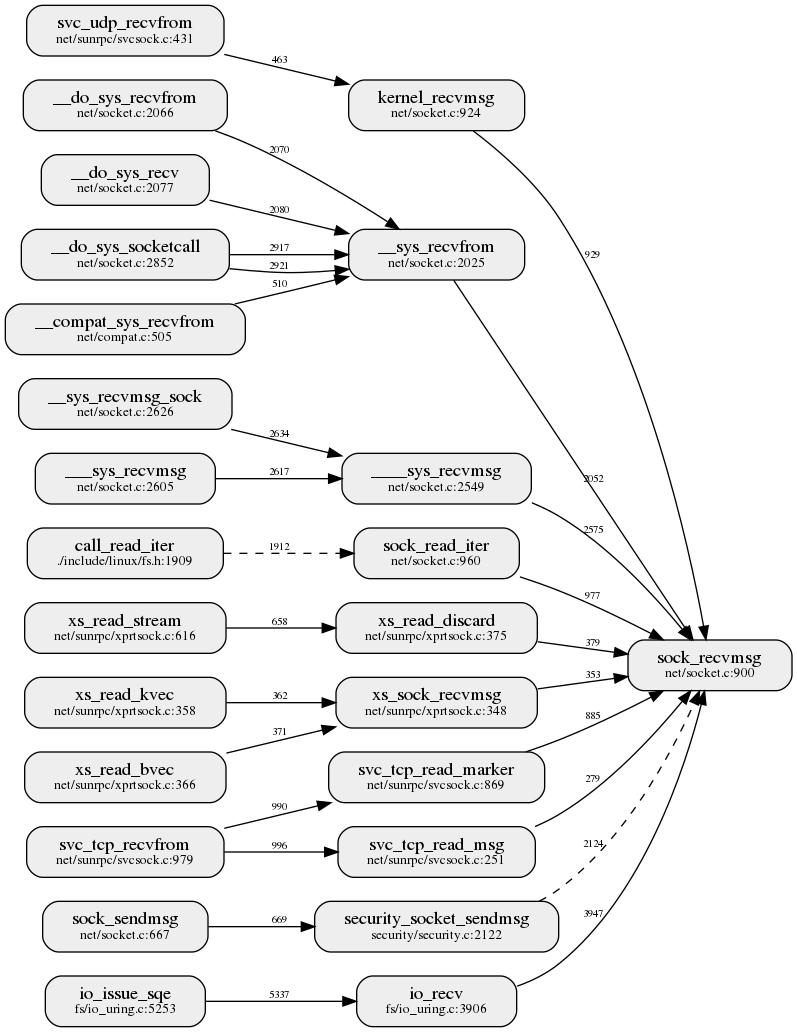 svc_udp_recvfrom
net/sunrpc/svcsock.c:431
463
__do_sys_recvfrom
net/socket.c:2066
kernel_recvmsg
net/socket.c:924
2070
__do_sys_recv
net/socket.c:2077
2080
__do_sys_socketcall
net/socket.c:2852
2917
2921
__sys_recvfrom
net/socket.c:2025
929
510
__compat_sys_recvfrom
net/compat.c:505
__sys_recvmsg_sock
net/socket.c:2626
2634
___sys_recvmsg
net/socket.c:2605
2617
____sys_recvmsg
net/socket.c:2549
2052
2575
call_read_iter
./include/linux/fs.h:1909
1912
sock_read_iter
net/socket.c:960
977
xs_read_stream
net/sunrpc/xprtsock.c:616
658
xs_read_discard
net/sunrpc/xprtsock.c:375
379
sock_recvmsg
net/socket.c:900
xs_read_kvec
net/sunrpc/xprtsock.c:358
362
xs_sock_recvmsg
net/sunrpc/xprtsock.c:348
353
371
885
xs_read_bvec
net/sunrpc/xprtsock.c:366
svc_tcp_read_marker
net/sunrpc/svcsock.c:869
279
990
svc_tcp_recvfrom
net/sunrpc/svcsock.c:979
996
svc_tcp_read_msg
net/sunrpc/svcsock.c:251
2124
sock_sendmsg
net/socket.c:667
669
security_socket_sendmsg
security/security.c:2122
3947
io_issue_sqe
fs/io_uring.c:5253
5337
io_recv
fs/io_uring.c:3906